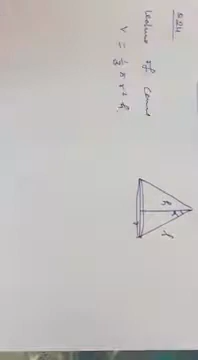 Volume of cone
V = 1/3 π r² h.
h
l
r